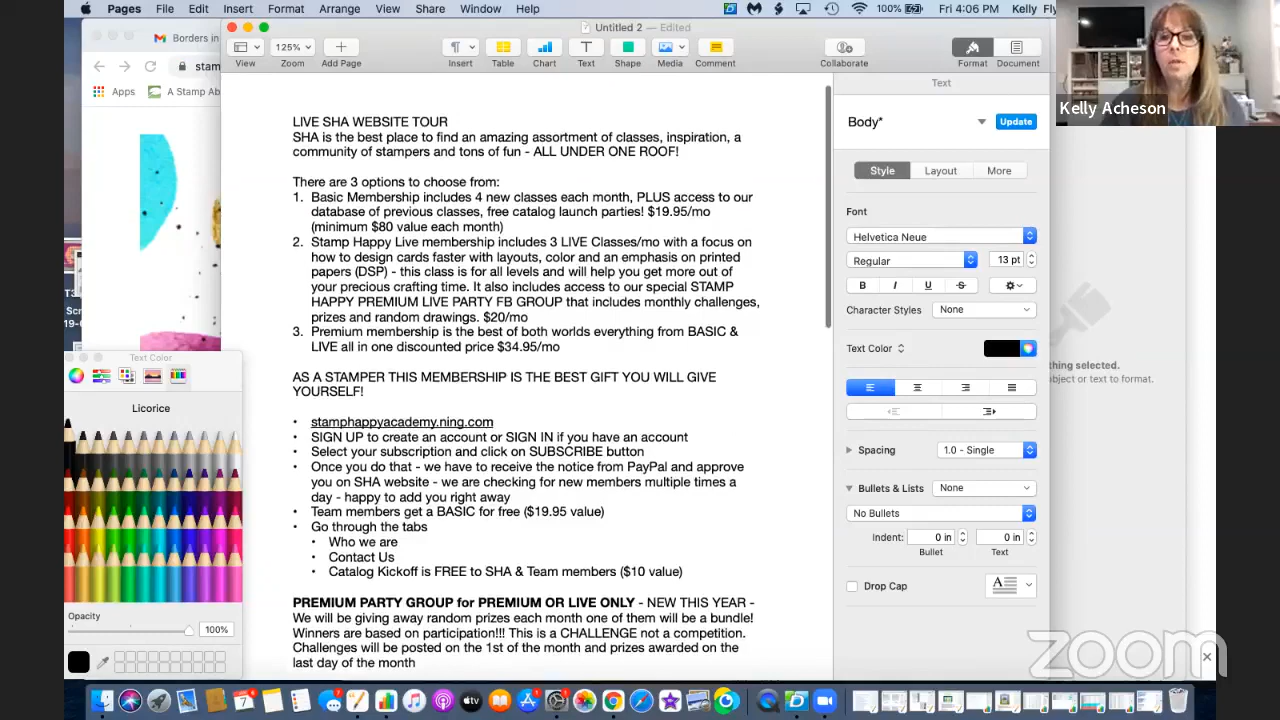 Pages File Edit Insert Format Arrange View Share Window Help 100% Fri 4:06 PM Kelly Fl
Untitled 2 — Edited
Borders in
stam
Apps A Stamp Ab
125%
View Zoom Add Page Insert Table Chart Text Shape Media Comment Collaborate Format Document
Kelly Acheson
LIVE SHA WEBSITE TOUR
SHA is the best place to find an amazing assortment of classes, inspiration, a
community of stampers and tons of fun - ALL UNDER ONE ROOF!
There are 3 options to choose from:
1. Basic Membership includes 4 new classes each month, PLUS access to our
database of previous classes, free catalog launch parties! $19.95/mo
(minimum $80 value each month)
2. Stamp Happy Live membership includes 3 LIVE Classes/mo with a focus on
how to design cards faster with layouts, color and an emphasis on printed
papers (DSP) - this class is for all levels and will help you get more out of
your precious crafting time. It also includes access to our special STAMP
HAPPY PREMIUM LIVE PARTY FB GROUP that includes monthly challenges,
prizes and random drawings. $20/mo
3. Premium membership is the best of both worlds everything from BASIC &
LIVE all in one discounted price $34.95/mo
AS A STAMPER THIS MEMBERSHIP IS THE BEST GIFT YOU WILL GIVE
YOURSELF!
• stamphappyacademy.ning.com
• SIGN UP to create an account or SIGN IN if you have an account
• Select your subscription and click on SUBSCRIBE button
• Once you do that - we have to receive the notice from PayPal and approve
you on SHA website - we are checking for new members multiple times a
day - happy to add you right away
• Team members get a BASIC for free ($19.95 value)
• Go through the tabs
• Who we are
• Contact Us
• Catalog Kickoff is FREE to SHA & Team members ($10 value)
PREMIUM PARTY GROUP for PREMIUM OR LIVE ONLY - NEW THIS YEAR -
We will be giving away random prizes each month one of them will be a bundle!
Winners are based on participation!!! This is a CHALLENGE not a competition.
Challenges will be posted on the 1st of the month and prizes awarded on the
last day of the month
Text
Body* Update
Style Layout More
Font
Helvetica Neue
Regular 13 pt
B I U S
Character Styles None
Text Color
Spacing 1.0 - Single
Bullets & Lists None
No Bullets
Indent: 0 in 0 in
Bullet Text
Drop Cap A
thing selected.
object or text to format.
Scr
19-0
Text Color
Licorice
Opacity
100%
zoom